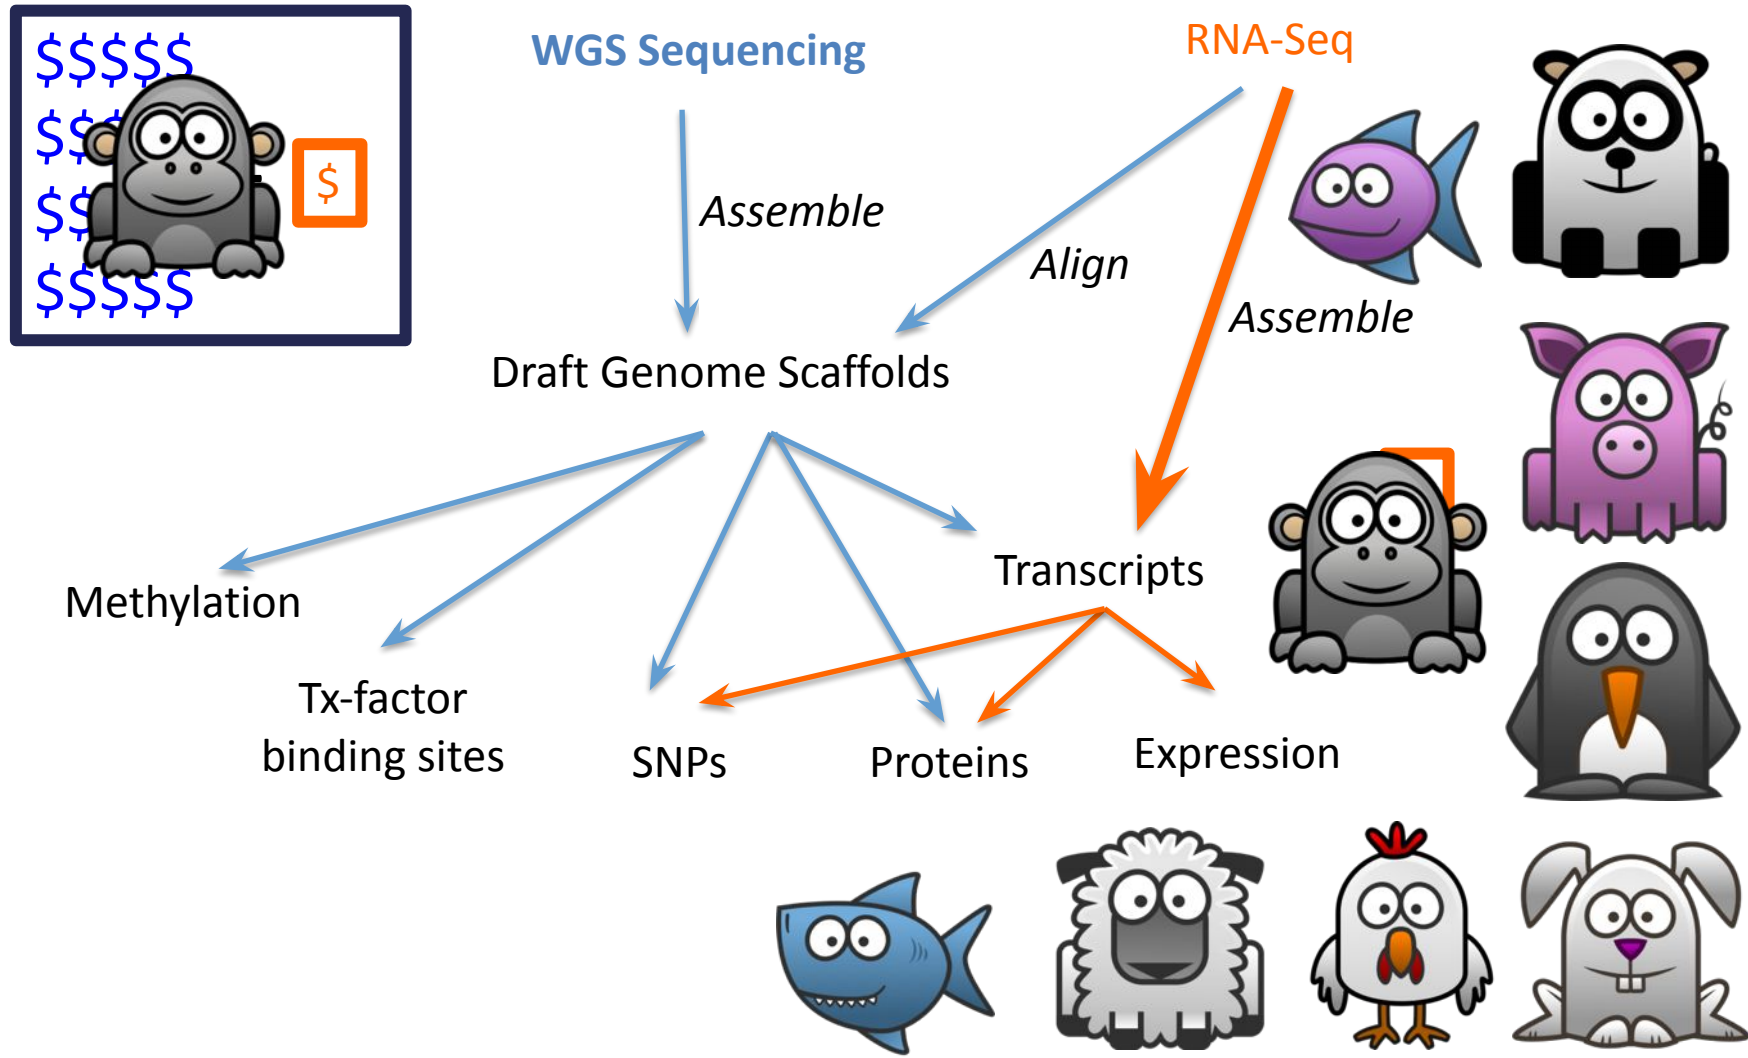 $$$$$
WGS Sequencing
RNA-Seq
$$
$
$$
$$$$$
Assemble
Align
Assemble
Draft Genome Scaffolds
Transcripts
Methylation
Tx-factor
binding sites
SNPs
Proteins
Expression